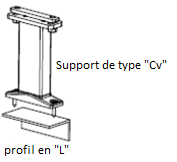 Support de type "Cv"
profil en "L"